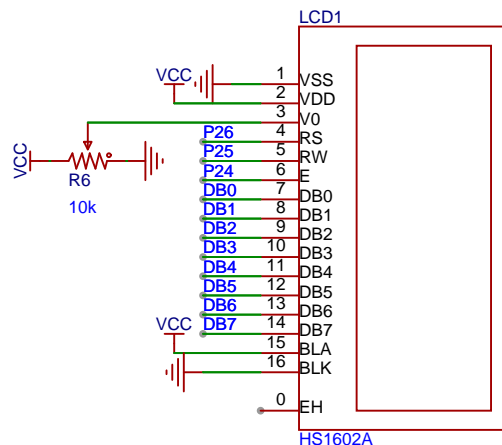 LCD1
VCC
1 VSS
2 VDD
3 V0
P26 4 RS
P25 5 RW
P24 6 E
DB0 7 DB0
DB1 8 DB1
DB2 9 DB2
DB3 10 DB3
DB4 11 DB4
DB5 12 DB5
DB6 13 DB6
DB7 14 DB7
VCC
15 BLA
16 BLK
0 EH
HS1602A
VCC
R6
10k